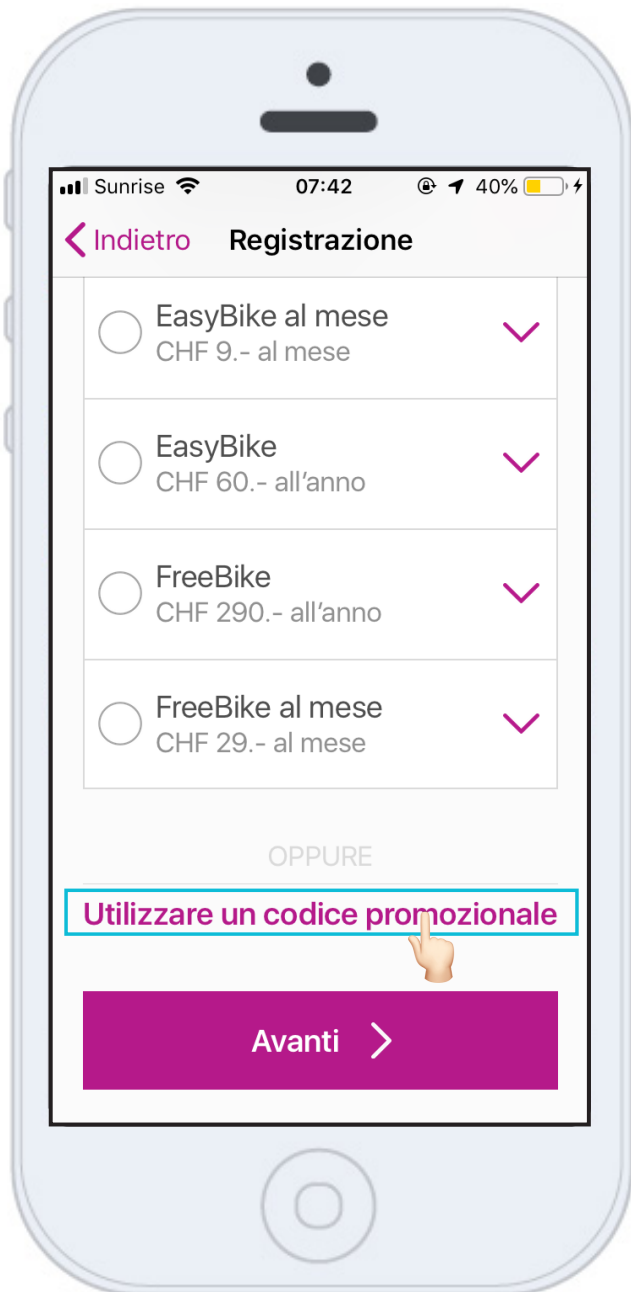 Sunrise 07:42 40%
Indietro Registrazione
EasyBike al mese
CHF 9.- al mese
EasyBike
CHF 60.- all'anno
FreeBike
CHF 290.- all'anno
FreeBike al mese
CHF 29.- al mese
OPPURE
Utilizzare un codice promozionale
Avanti